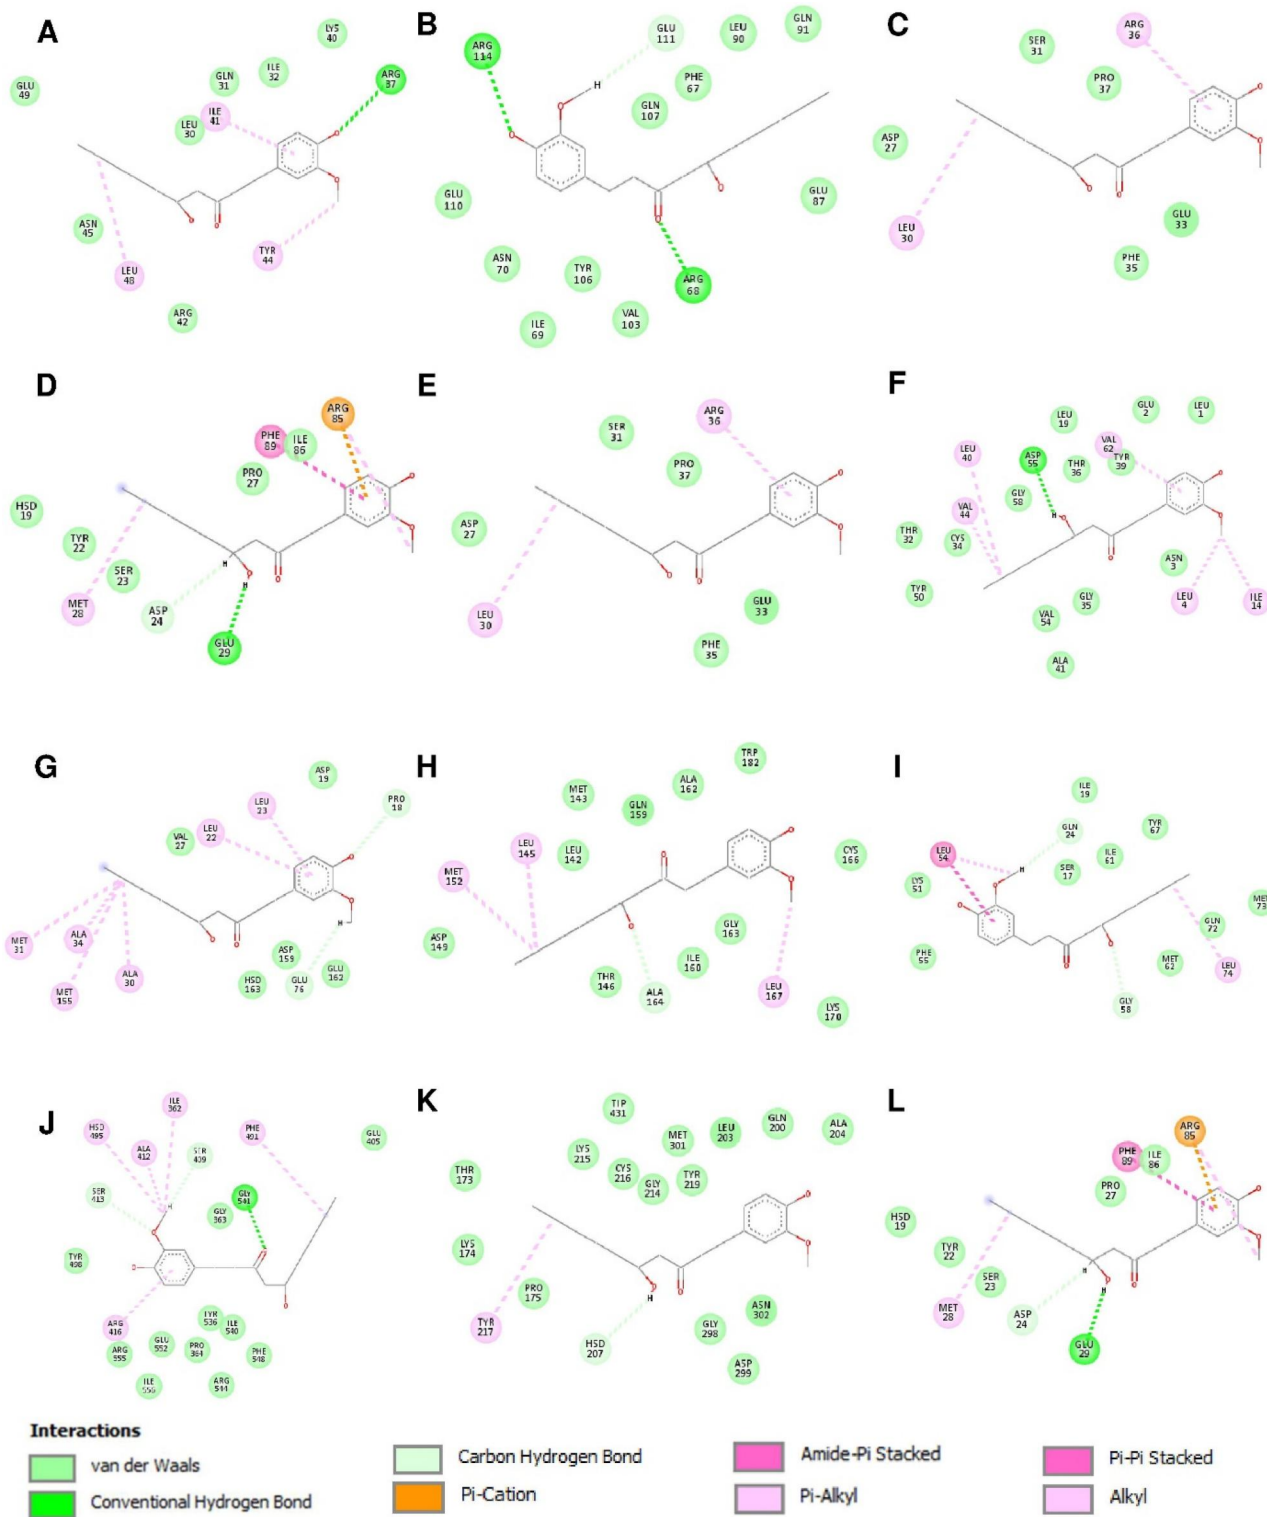 A
LYS
40
GLU
49
GLN
31
ILE
32
ARG
37
LEU
30
ILE
41
ASN
45
LEU
48
TYR
44
ARG
42
B
ARG
114
GLU
111
LEU
90
GLN
91
PHE
67
GLN
107
GLU
110
GLU
87
ASN
70
TYR
106
ARG
68
VAL
103
ILE
69
C
SER
31
ARG
36
PRO
37
ASP
27
LEU
30
GLU
33
PHE
35
D
ARG
85
PHE
89
ILE
86
PRO
27
HSD
19
TYR
22
SER
23
MET
28
ASP
24
GLU
29
E
SER
31
ARG
36
PRO
37
ASP
27
LEU
30
GLU
33
PHE
35
F
LEU
19
GLU
2
LEU
1
LEU
40
ASP
55
THR
36
VAL
62
TYR
39
GLY
58
VAL
44
THR
32
CYS
34
TYR
50
ASN
3
GLY
35
VAL
54
LEU
4
ILE
14
ALA
41
G
ASP
19
PRO
18
LEU
23
LEU
22
VAL
27
MET
31
ALA
34
MET
155
ALA
30
HSD
163
ASP
159
GLU
76
GLU
162
H
TRP
182
MET
143
ALA
162
GLN
159
LEU
145
LEU
142
CYS
166
MET
152
ASP
149
GLY
163
ILE
160
THR
146
ALA
164
LEU
167
LYS
170
I
ILE
19
GLN
24
TYR
67
LEU
54
SER
17
ILE
61
LYS
51
MET
73
GLN
72
PHE
55
MET
62
LEU
74
GLY
58
J
ILE
362
HSD
495
ALA
412
SER
409
PHE
491
GLU
405
SER
413
GLY
541
GLY
363
TYR
498
ARG
416
TYR
536
ILE
540
ARG
555
GLU
552
PRO
364
PHE
548
ILE
556
ARG
544
K
TIP
431
LYS
215
MET
301
LEU
203
GLN
200
ALA
204
THR
173
CYS
216
GLY
214
TYR
219
LYS
174
PRO
175
TYR
217
HSD
207
GLY
298
ASN
302
ASP
299
L
ARG
85
PHE
89
ILE
86
PRO
27
HSD
19
TYR
22
SER
23
MET
28
ASP
24
GLU
29
Interactions
van der Waals
Conventional Hydrogen Bond
Carbon Hydrogen Bond
Pi-Cation
Amide-Pi Stacked
Pi-Alkyl
Pi-Pi Stacked
Alkyl